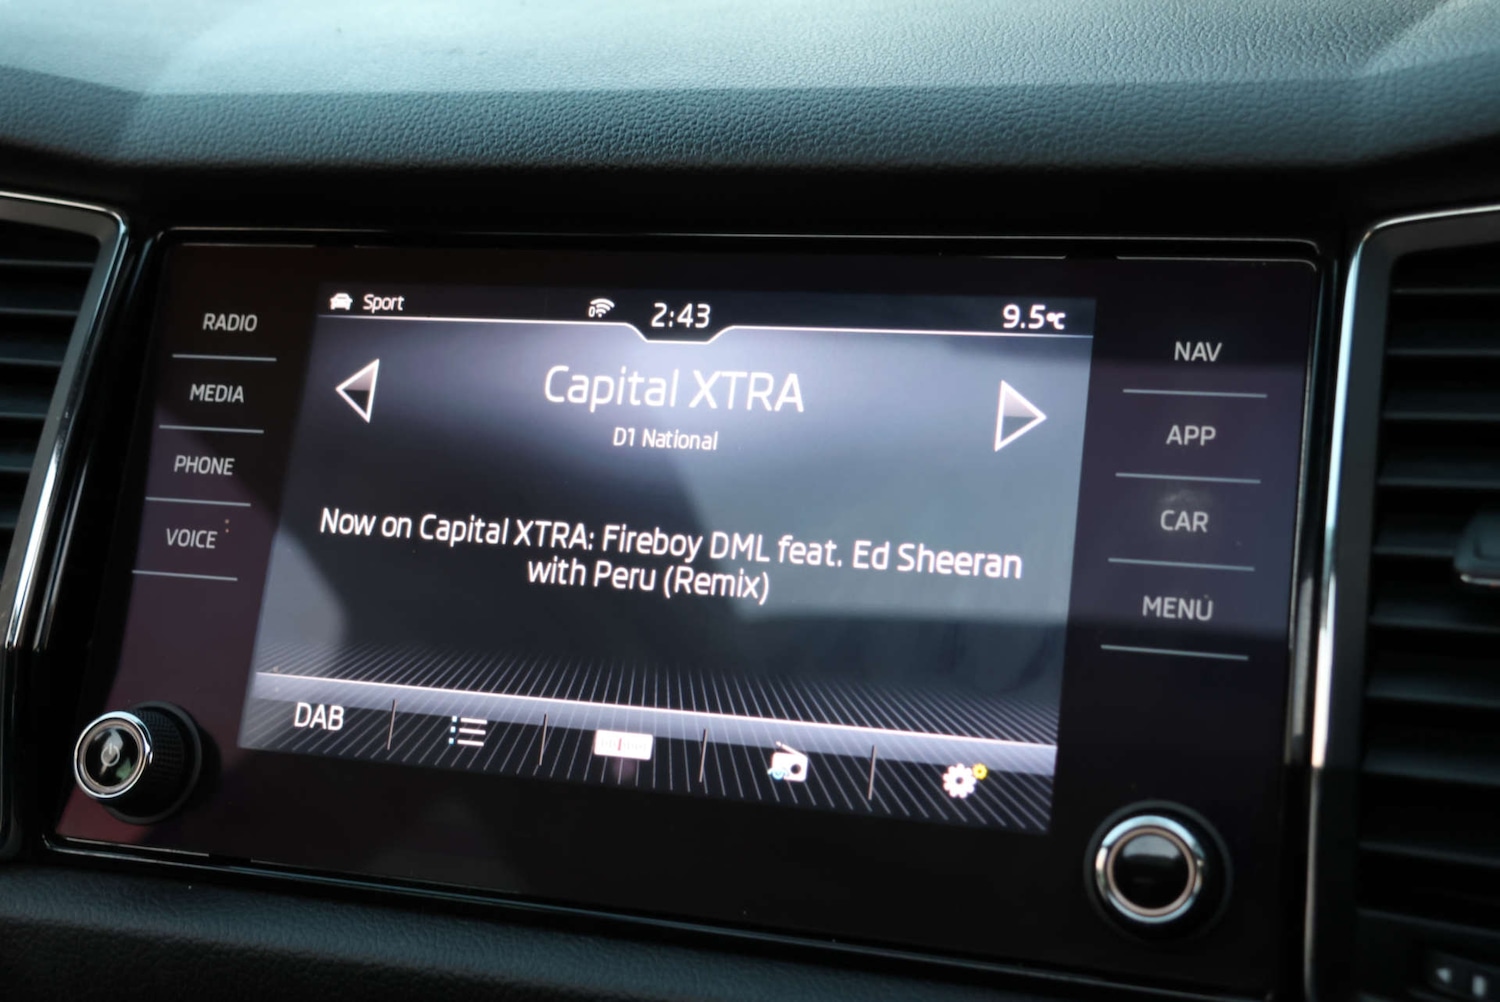 Sport
2:43
9.5°C
RADIO
MEDIA
PHONE
VOICE
Capital XTRA
D1 National
Now on Capital XTRA: Fireboy DML feat. Ed Sheeran
with Peru (Remix)
DAB
NAV
APP
CAR
MENU